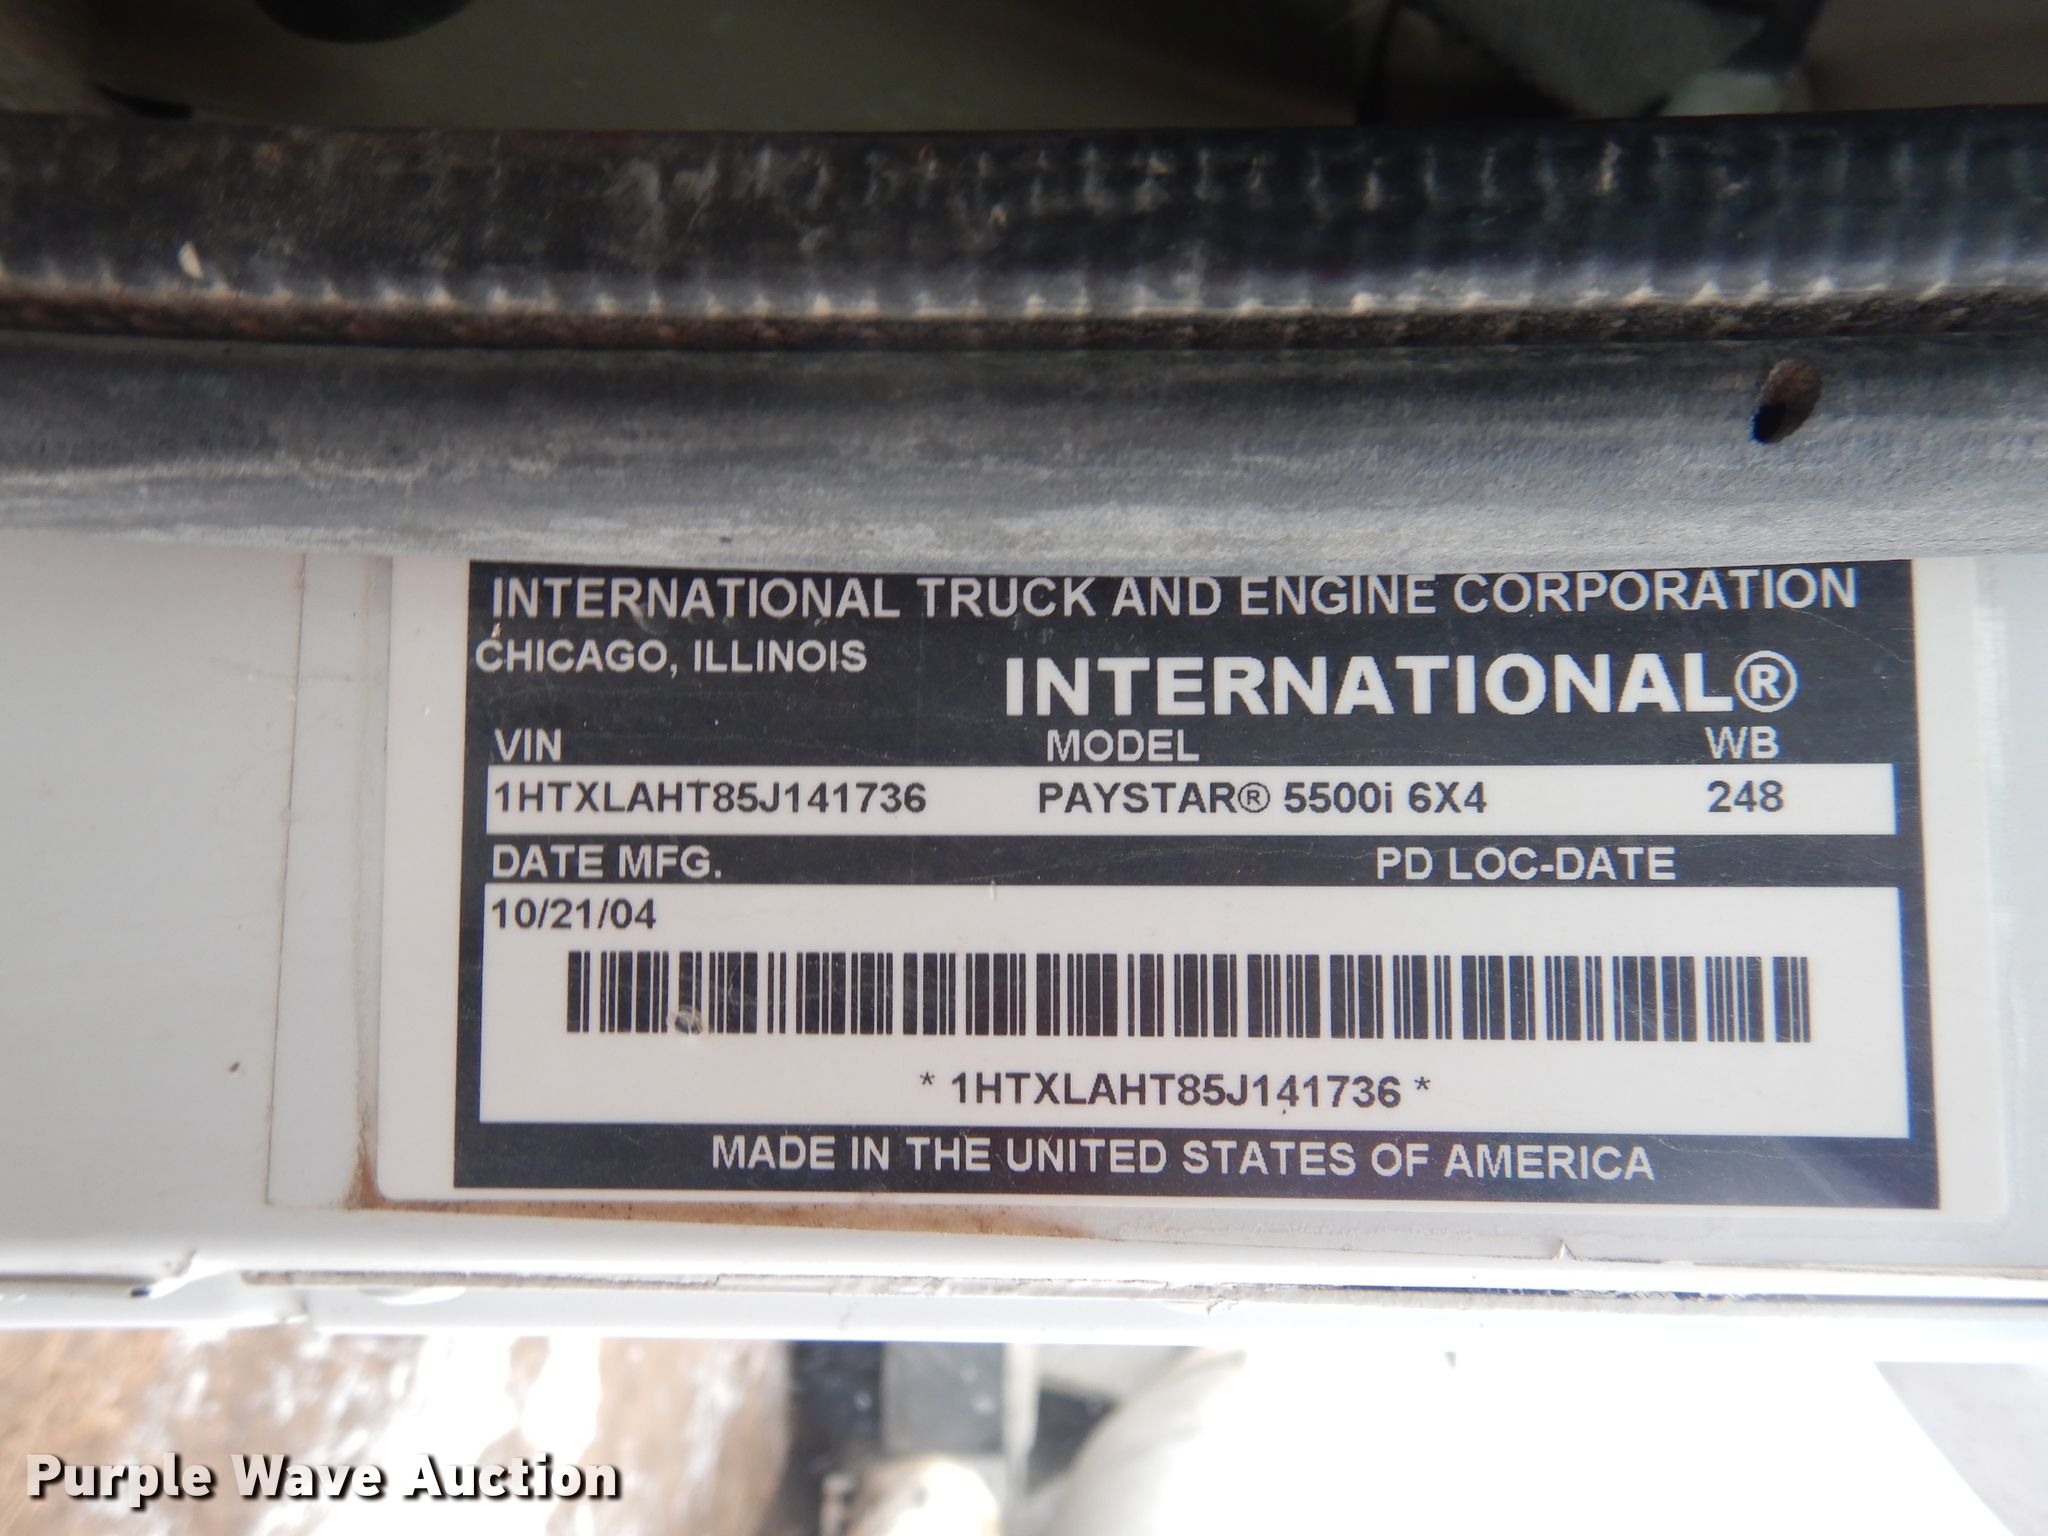 INTERNATIONAL TRUCK AND ENGINE CORPORATION
CHICAGO, ILLINOIS
INTERNATIONAL®
VIN MODEL WB
1HTXLAHT85J141736 PAYSTAR® 5500i 6X4 248
DATE MFG. PD LOC-DATE
10/21/04
* 1HTXLAHT85J141736 *
MADE IN THE UNITED STATES OF AMERICA
Purple Wave Auction